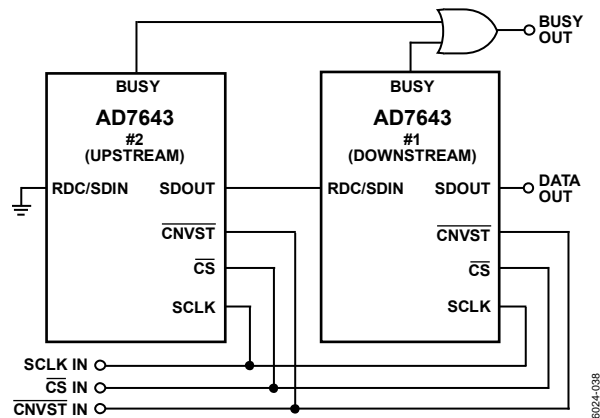 BUSY
OUT
BUSY
BUSY
AD7643
#2
(UPSTREAM)
AD7643
#1
(DOWNSTREAM)
RDC/SDIN
SDOUT
RDC/SDIN
SDOUT
DATA
OUT
CNVST
CNVST
CS
CS
SCLK
SCLK
SCLK IN
CS IN
CNVST IN
6024-038